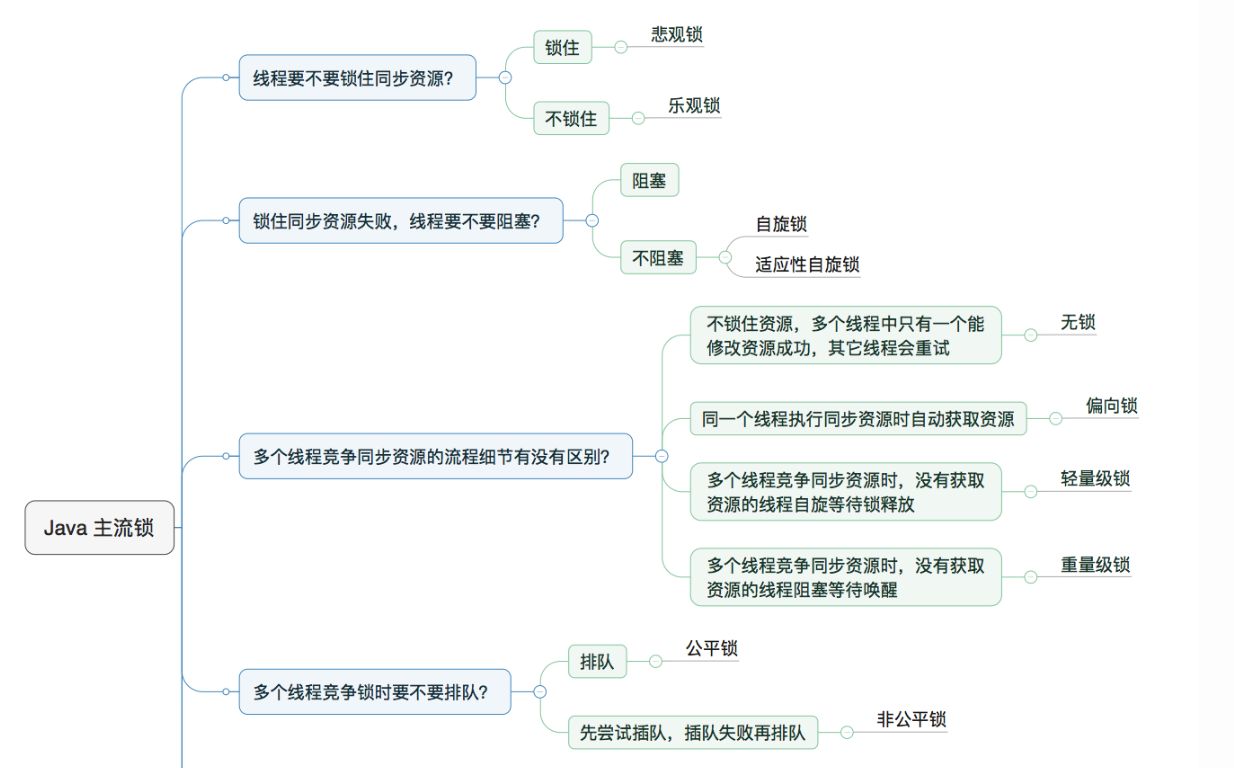 Java 主流锁
线程要不要锁住同步资源？
锁住
悲观锁
不锁住
乐观锁
锁住同步资源失败，线程要不要阻塞？
阻塞
不阻塞
自旋锁
适应性自旋锁
多个线程竞争同步资源的流程细节有没有区别？
不锁住资源，多个线程中只有一个能
修改资源成功，其它线程会重试
无锁
同一个线程执行同步资源时自动获取资源
偏向锁
多个线程竞争同步资源时，没有获取
资源的线程自旋等待锁释放
轻量级锁
多个线程竞争同步资源时，没有获取
资源的线程阻塞等待唤醒
重量级锁
多个线程竞争锁时要不要排队？
排队
公平锁
先尝试插队，插队失败再排队
非公平锁